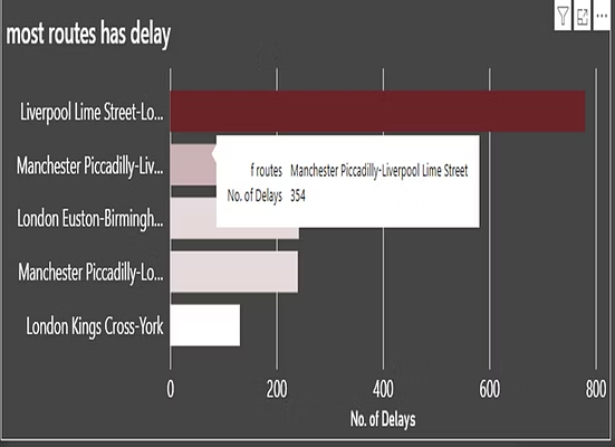 most routes has delay
Liverpool Lime Street-Lo...
Manchester Piccadilly-Liv...
f routes Manchester Piccadilly-Liverpool Lime Street
No. of Delays 354
London Euston-Birmingh...
Manchester Piccadilly-Lo...
London Kings Cross-York
0 200 400 600 800
No. of Delays